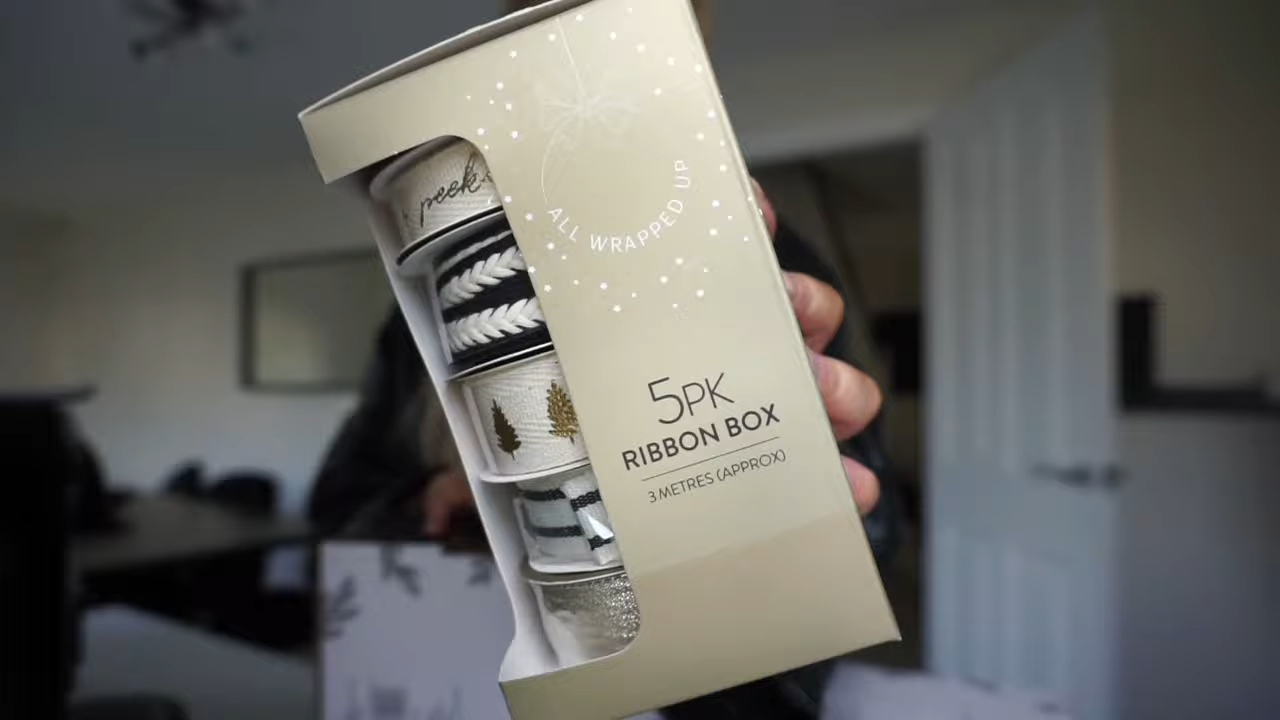 peek
ALL WRAPPED UP
5PK
RIBBON BOX
3 METRES (APPROX)